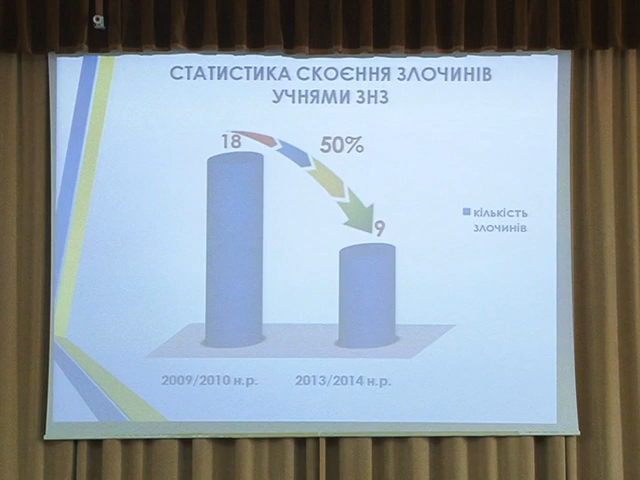 СТАТИСТИКА СКОЄННЯ ЗЛОЧИНІВ
УЧНЯМИ ЗНЗ
18
50%
9
кількість
злочинів
2009/2010 н.р.
2013/2014 н.р.